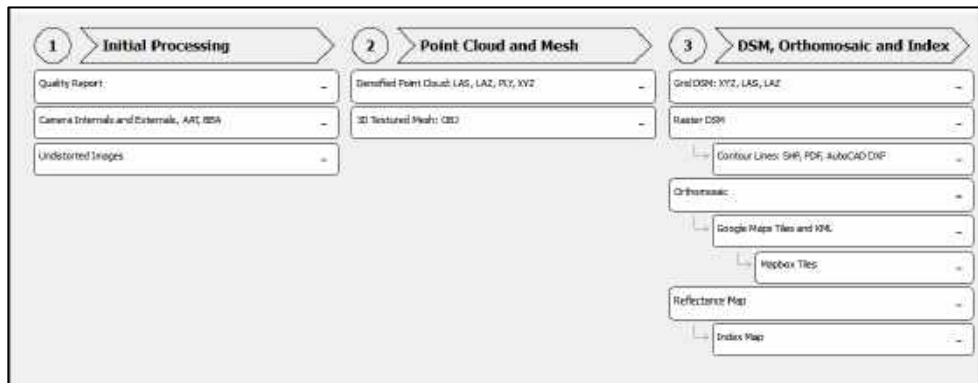 1 Initial Processing
Quality Report
Camera Internals and Externals, AAT, BBA
Undistorted Images
2 Point Cloud and Mesh
Densified Point Cloud: LAS, LAZ, PLY, XYZ
3D Textured Mesh: OBJ
3 DSM, Orthomosaic and Index
Grid DSM: XYZ, LAS, LAZ
Raster DSM
Contour Lines: SHP, PDF, AutoCAD DXF
Orthomosaic
Google Maps Tiles and KML
Mapbox Tiles
Reflectance Map
Index Map